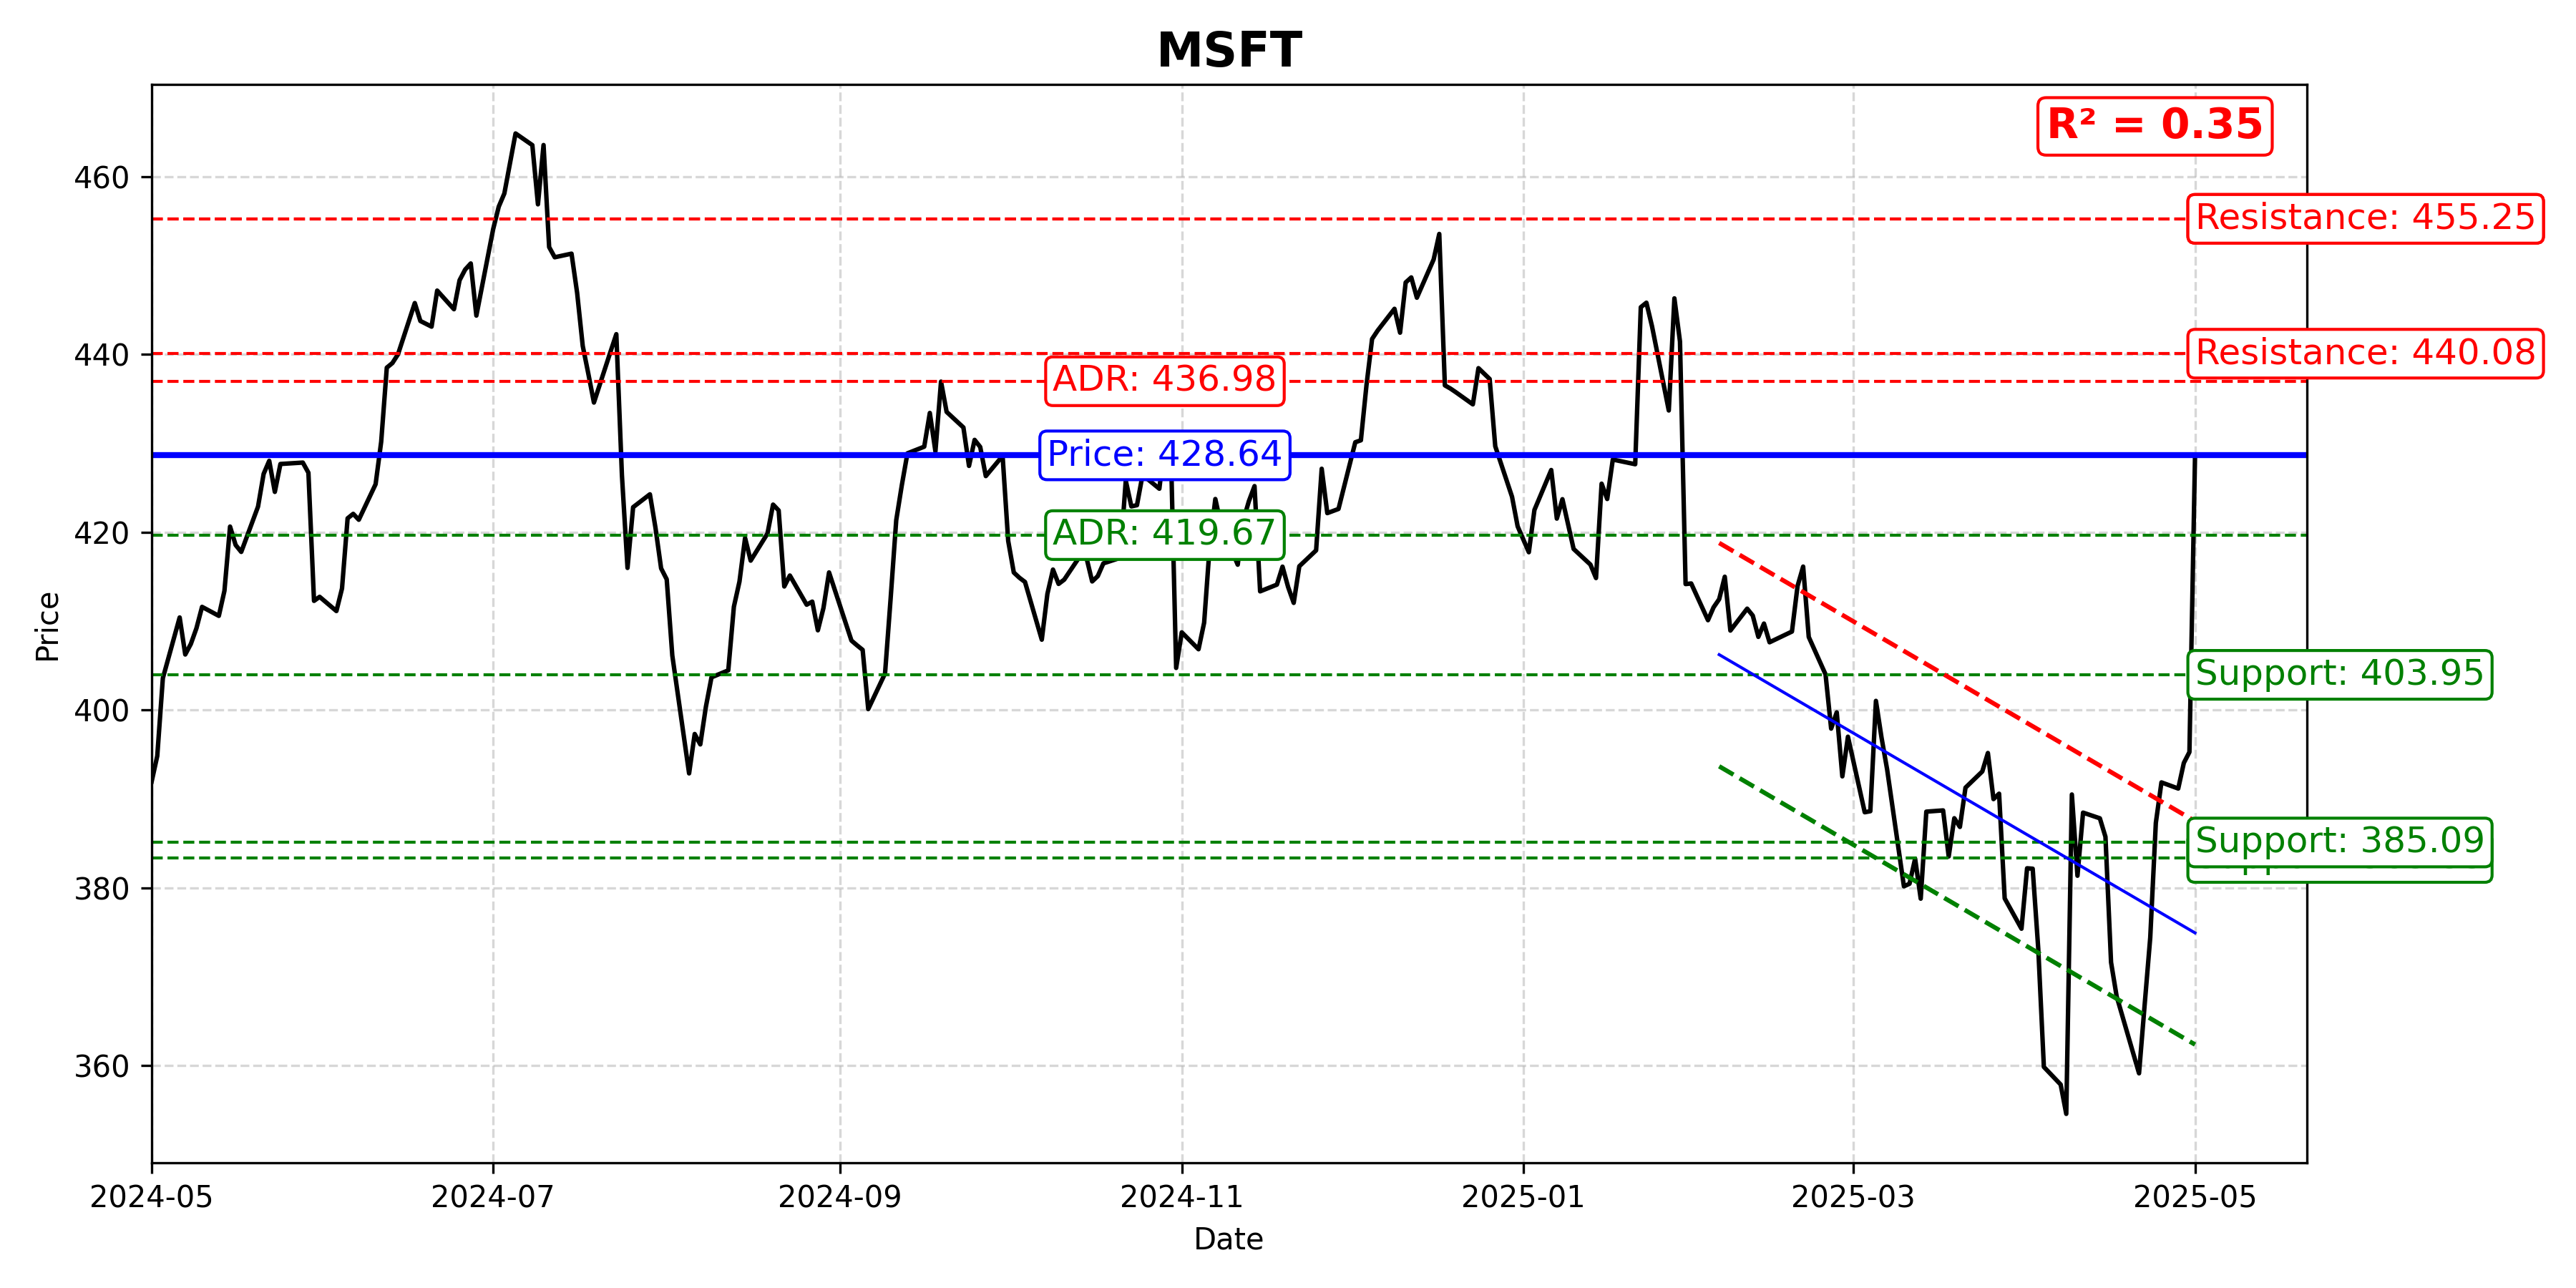 MSFT
R² = 0.35
460
Resistance: 455.25
440
Resistance: 440.08
ADR: 436.98
Price: 428.64
420
ADR: 419.67
Price
Support: 403.95
400
Support: 385.09
380
360
2024-05
2024-07
2024-09
2024-11
2025-01
2025-03
2025-05
Date